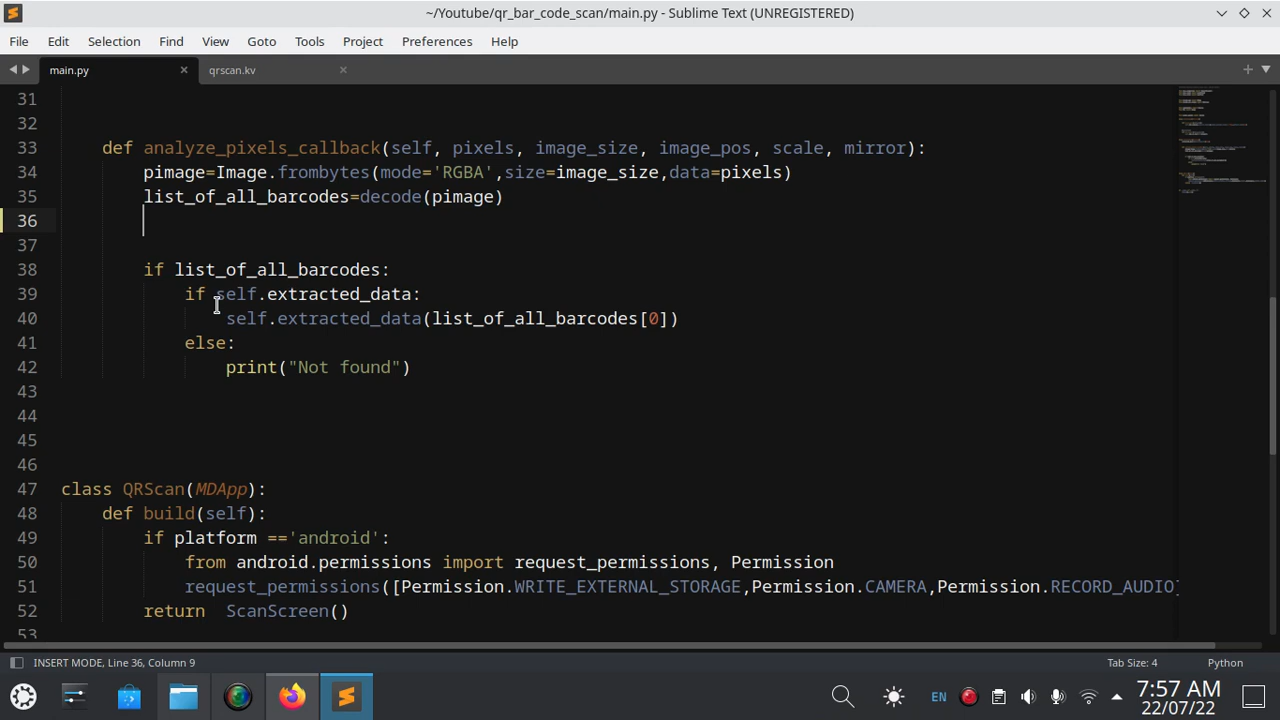 ~/Youtube/qr_bar_code_scan/main.py - Sublime Text (UNREGISTERED)
File Edit Selection Find View Goto Tools Project Preferences Help
main.py qrscan.kv
31
32
33 def analyze_pixels_callback(self, pixels, image_size, image_pos, scale, mirror):
34 pimage=Image.frombytes(mode='RGBA',size=image_size,data=pixels)
35 list_of_all_barcodes=decode(pimage)
36
37
38 if list_of_all_barcodes:
39 if self.extracted_data:
40 self.extracted_data(list_of_all_barcodes[0])
41 else:
42 print("Not found")
43
44
45
46
47 class QRScan(MDApp):
48 def build(self):
49 if platform =='android':
50 from android.permissions import request_permissions, Permission
51 request_permissions([Permission.WRITE_EXTERNAL_STORAGE,Permission.CAMERA,Permission.RECORD_AUDIO]
52 return ScanScreen()
53
INSERT MODE, Line 36, Column 9 Tab Size: 4 Python
EN 7:57 AM
22/07/22